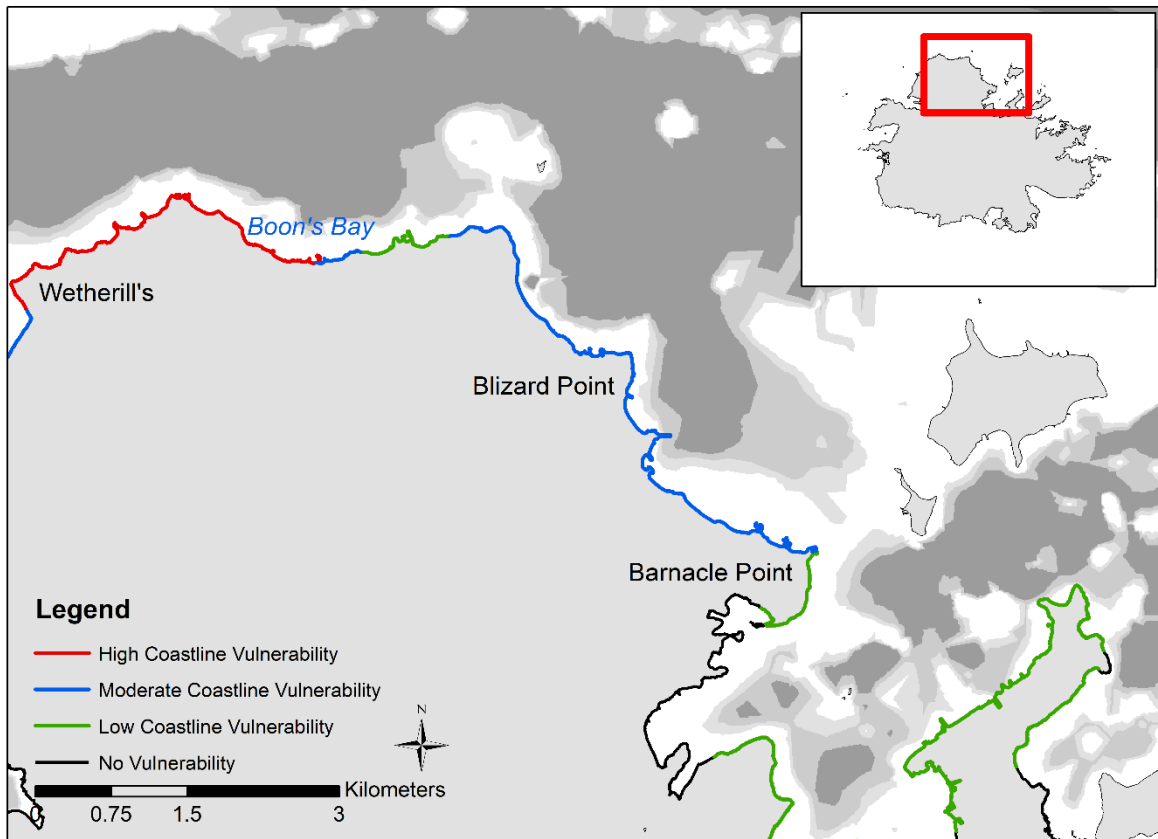 Boon's Bay
Wetherill's
Blizard Point
Barnacle Point
Legend
High Coastline Vulnerability
Moderate Coastline Vulnerability
Low Coastline Vulnerability
No Vulnerability
N
Kilometers
0 0.75 1.5 3